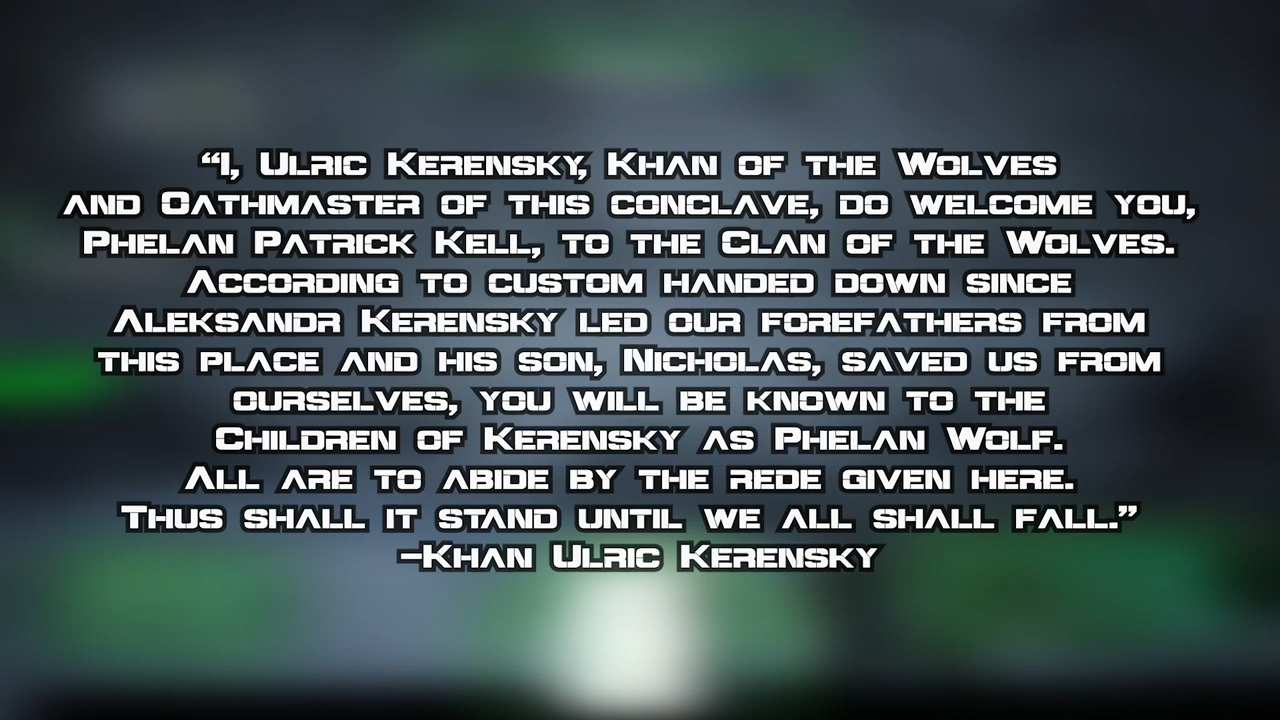 “I, Ulric Kerensky, Khan of the Wolves
and Oathmaster of this conclave, do welcome you,
Phelan Patrick Kell, to the Clan of the Wolves.
According to custom handed down since
Aleksandr Kerensky led our forefathers from
this place and his son, Nicholas, saved us from
ourselves, you will be known to the
Children of Kerensky as Phelan Wolf.
All are to abide by the rede given here.
Thus shall it stand until we all shall fall.”
-Khan Ulric Kerensky